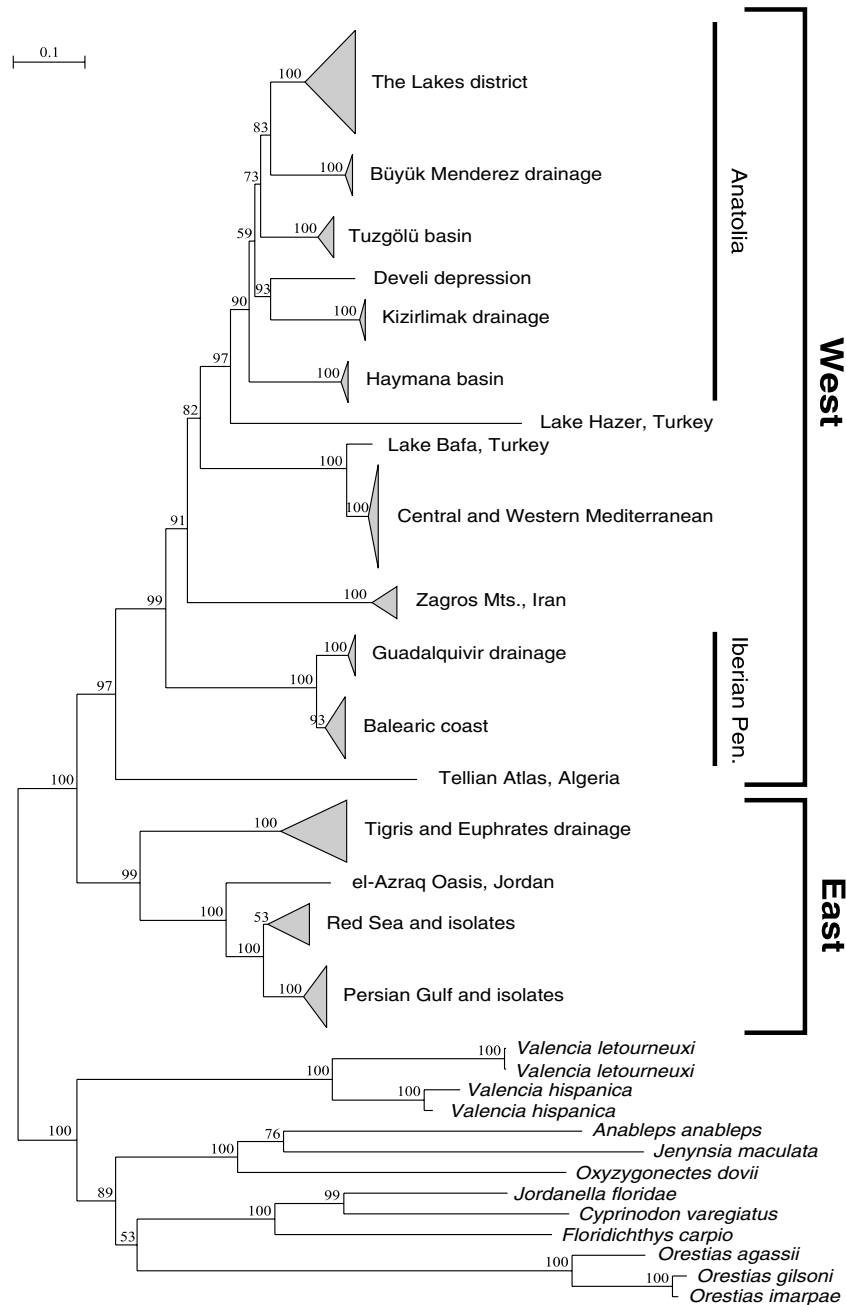 0.1
100
The Lakes district
83
100
Büyük Menderez drainage
73
100
Tuzgölü basin
59
Develi depression
93
90
100
Kizirlimak drainage
97
100
Haymana basin
82
Lake Hazer, Turkey
Lake Bafa, Turkey
100
100
Central and Western Mediterranean
91
100
Zagros Mts., Iran
99
100
Guadalquivir drainage
100
97
93
Balearic coast
Tellian Atlas, Algeria
100
Anatolia
Iberian Pen.
West
100
Tigris and Euphrates drainage
99
el-Azraq Oasis, Jordan
100
53
Red Sea and isolates
100
100
Persian Gulf and isolates
East
100
Valencia letourneuxi
Valencia letourneuxi
100
100
Valencia hispanica
Valencia hispanica
100
76
Anableps anableps
100
Jenynsia maculata
Oxyzygonectes dovii
89
99
Jordanella floridae
100
Cyprinodon varegiatus
53
Floridichthys carpio
100
Orestias agassii
100
Orestias gilsoni
Orestias imarpae